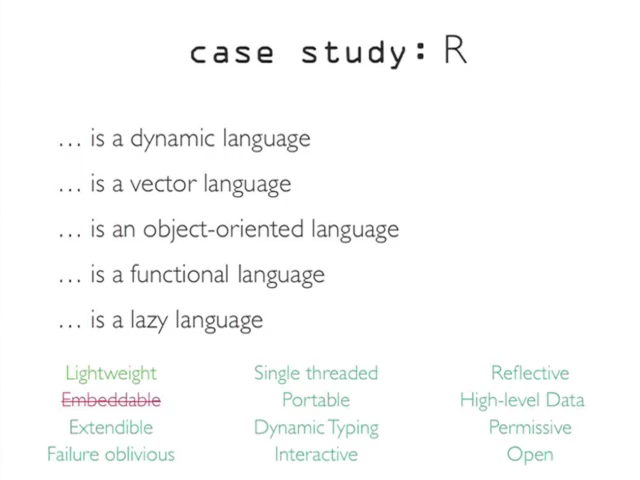 case study: R
... is a dynamic language
... is a vector language
... is an object-oriented language
... is a functional language
... is a lazy language
Lightweight Single threaded Reflective
Embeddable Portable High-level Data
Extendible Dynamic Typing Permissive
Failure oblivious Interactive Open